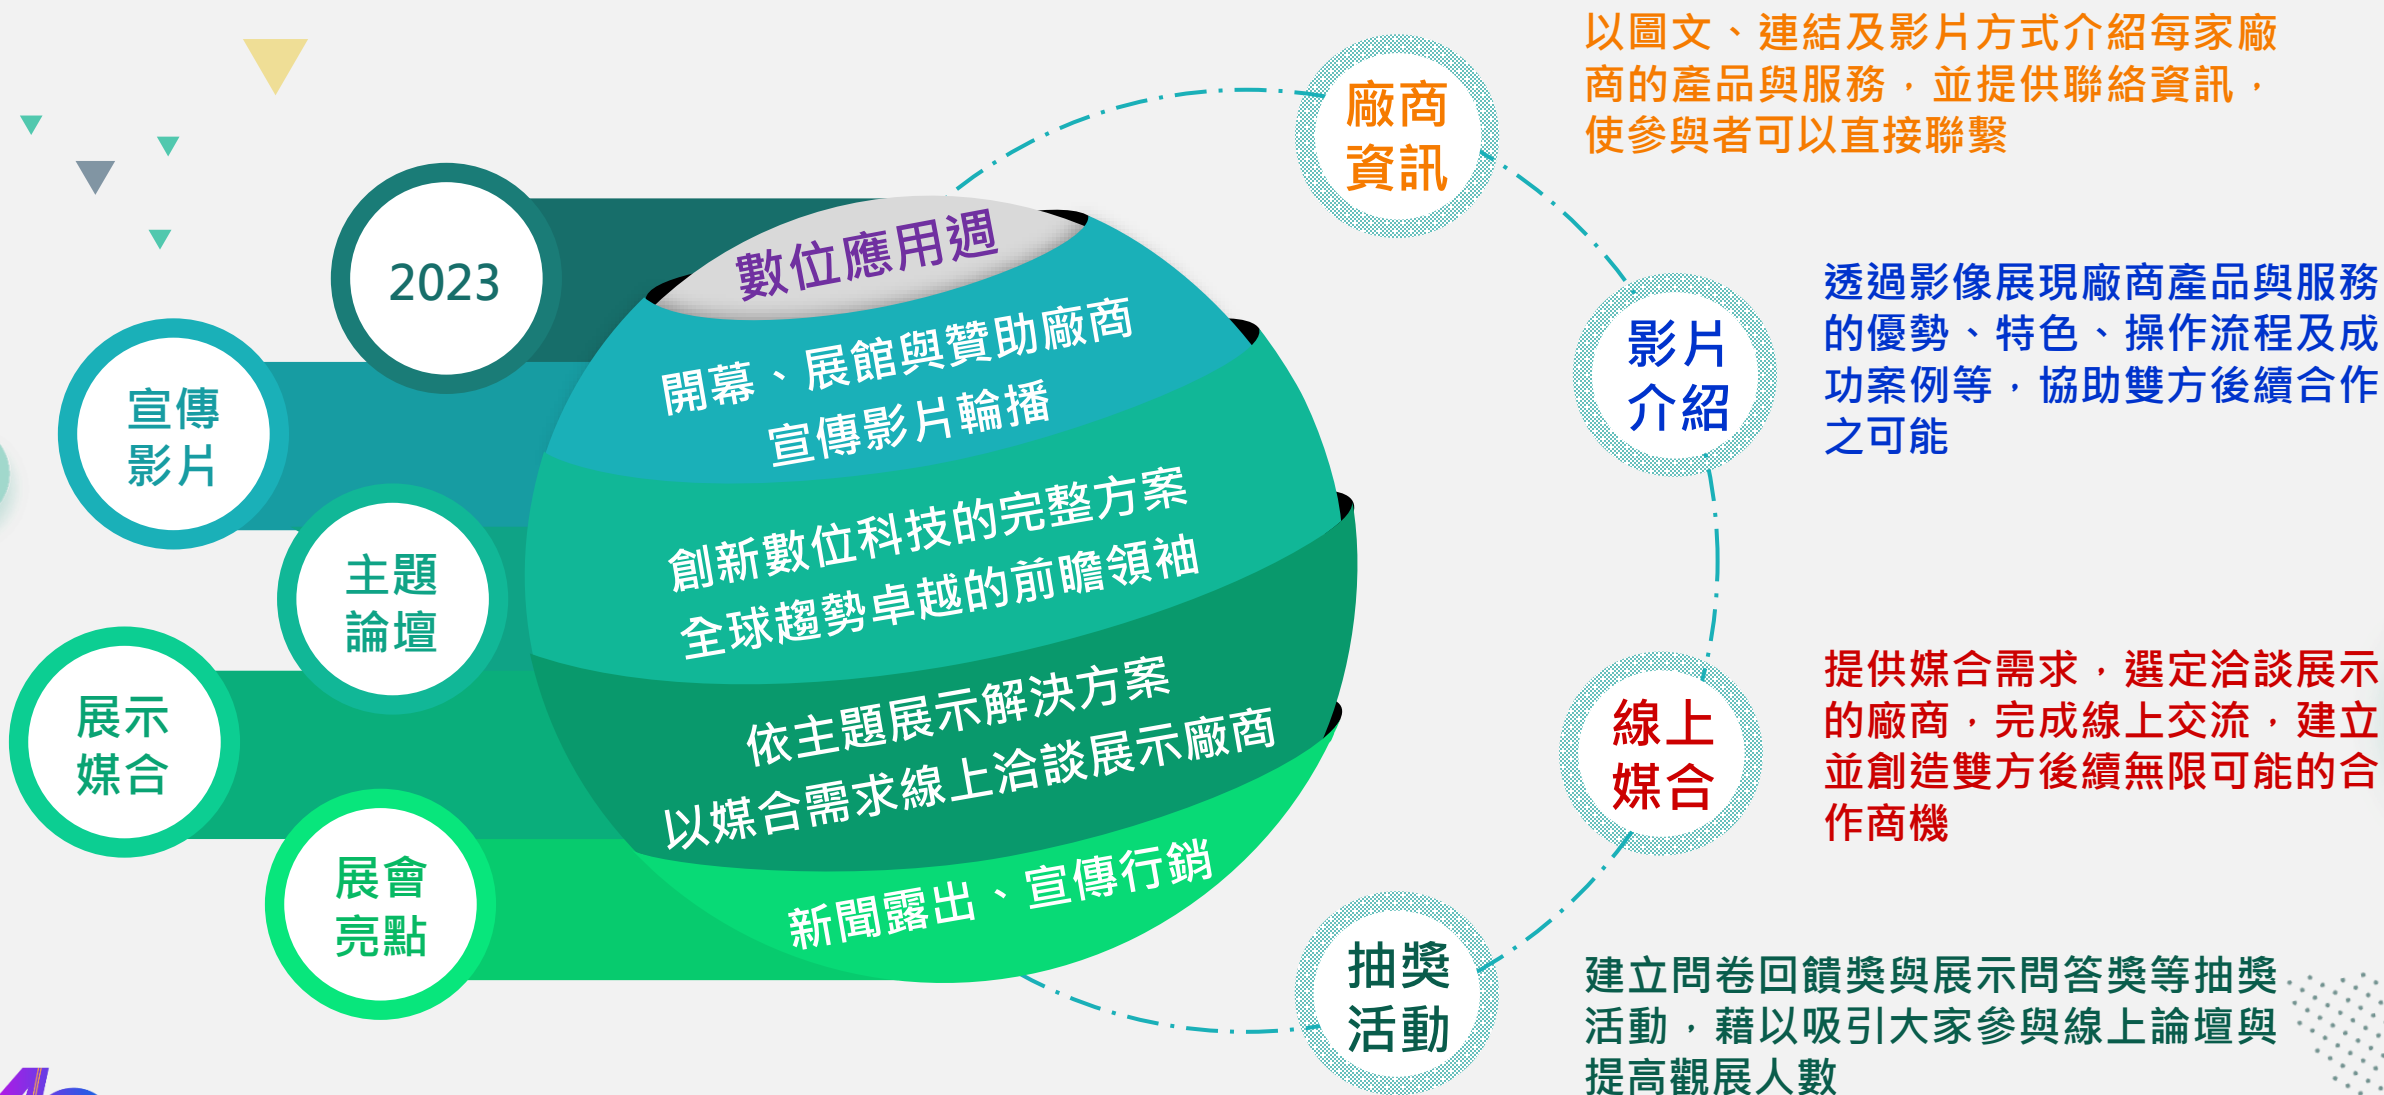 2023
數位應用週
宣傳
影片
開幕、展館與贊助廠商
宣傳影片輪播
主題
論壇
創新數位科技的完整方案
全球趨勢卓越的前瞻領袖
展示
媒合
依主題展示解決方案
以媒合需求線上洽談展示廠商
展會
亮點
新聞露出、宣傳行銷
廠商
資訊
以圖文、連結及影片方式介紹每家廠
商的產品與服務，並提供聯絡資訊，
使參與者可以直接聯繫
影片
介紹
透過影像展現廠商產品與服務
的優勢、特色、操作流程及成
功案例等，協助雙方後續合作
之可能
線上
媒合
提供媒合需求，選定洽談展示
的廠商，完成線上交流，建立
並創造雙方後續無限可能的合
作商機
抽獎
活動
建立問卷回饋獎與展示問答獎等抽獎
活動，藉以吸引大家參與線上論壇與
提高觀展人數